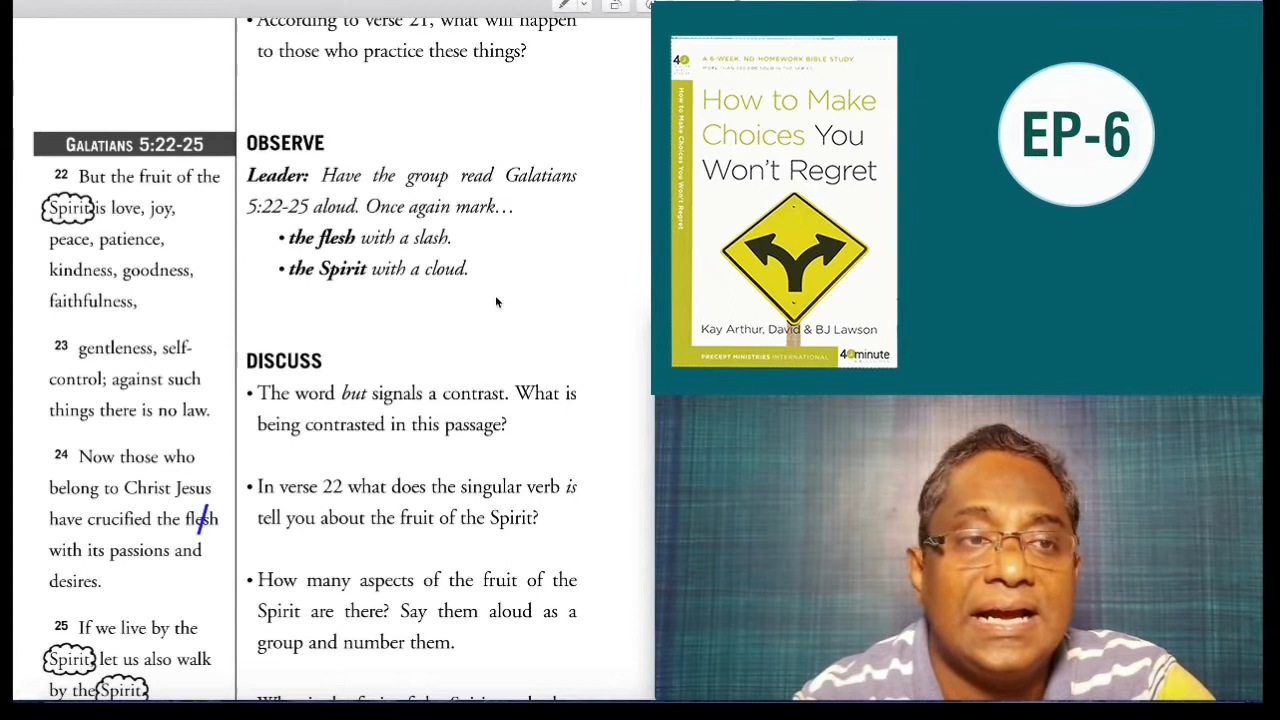 • According to verse 21, what will happen
to those who practice these things?
GALATIANS 5:22-25
22 But the fruit of the
Spirit is love, joy,
peace, patience,
kindness, goodness,
faithfulness,
23 gentleness, self-
control; against such
things there is no law.
24 Now those who
belong to Christ Jesus
have crucified the flesh
with its passions and
desires.
25 If we live by the
Spirit, let us also walk
by the Spirit.
OBSERVE
Leader: Have the group read Galatians
5:22-25 aloud. Once again mark…
• the flesh with a slash.
• the Spirit with a cloud.
DISCUSS
• The word but signals a contrast. What is
being contrasted in this passage?
• In verse 22 what does the singular verb is
tell you about the fruit of the Spirit?
• How many aspects of the fruit of the
Spirit are there? Say them aloud as a
group and number them.
A 6-WEEK, NO-HOMEWORK BIBLE STUDY
How to Make
Choices You
Won't Regret
How to Make Choices You Won't Regret
Kay Arthur, David & BJ Lawson
PRECEPT MINISTRIES INTERNATIONAL
40 minute
EP-6